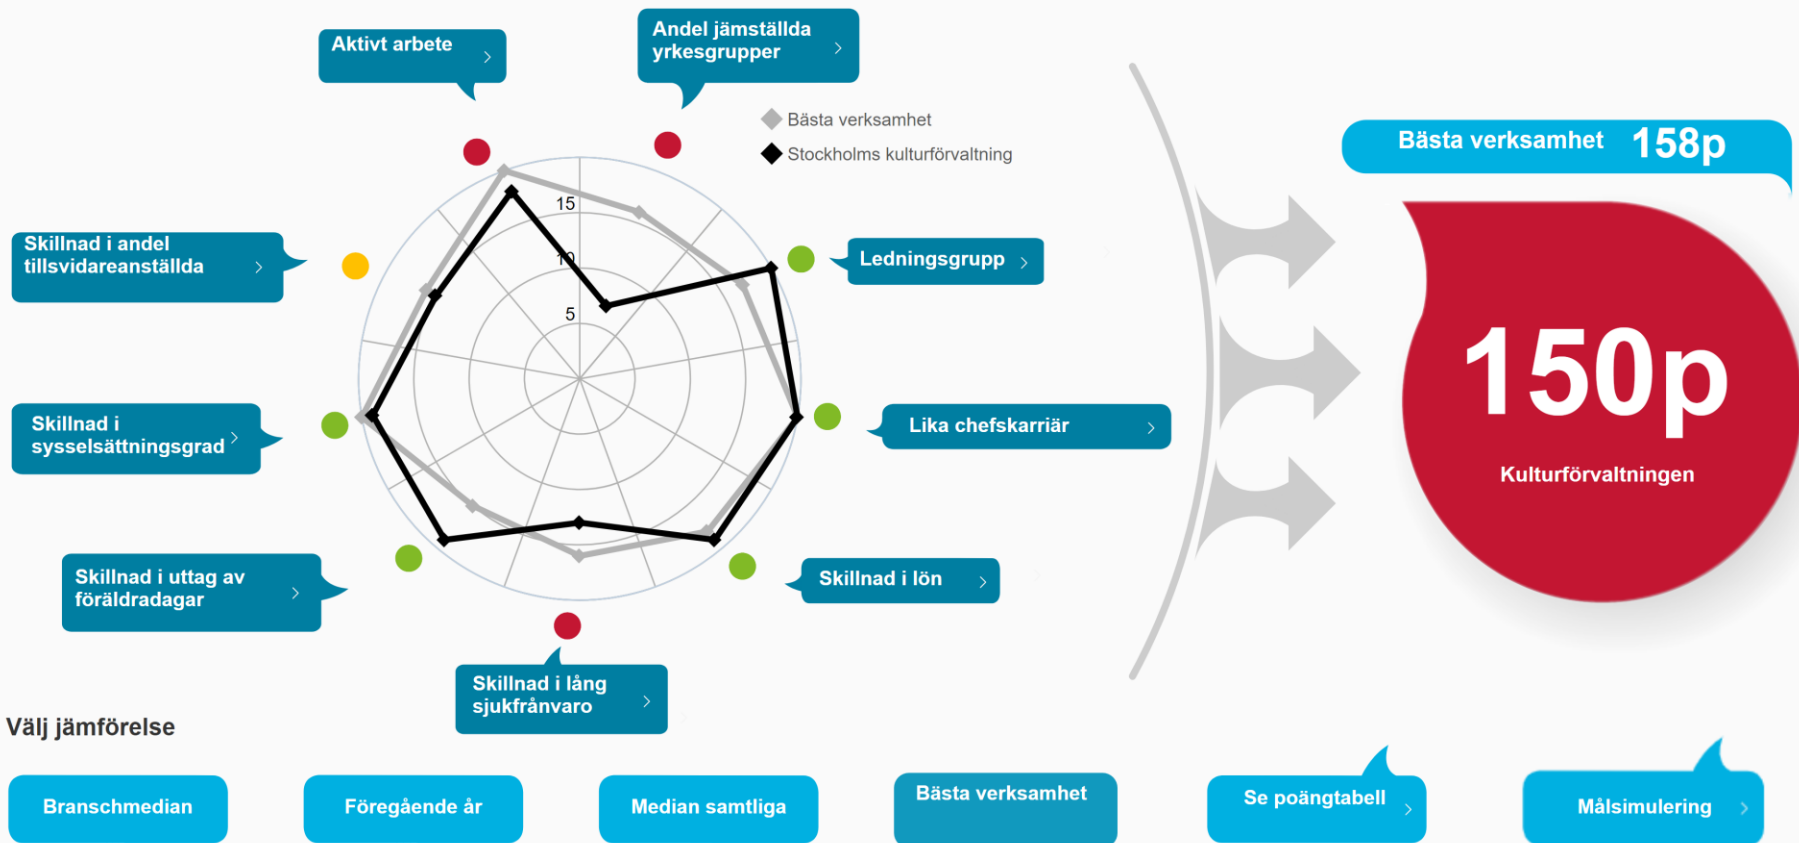 Aktivt arbete
Andel jämställda
yrkesgrupper
Bästa verksamhet
Stockholms kulturförvaltning
Bästa verksamhet 158p
15
10
5
Skillnad i andel
tillsvidareanställda
Ledningsgrupp
150p
Kulturförvaltningen
Skillnad i
sysselsättningsgrad
Lika chefskarriär
Skillnad i uttag av
föräldradagar
Skillnad i lön
Skillnad i lång
sjukfrånvaro
Välj jämförelse
Branschmedian
Föregående år
Median samtliga
Bästa verksamhet
Se poängtabell
Målsimulering